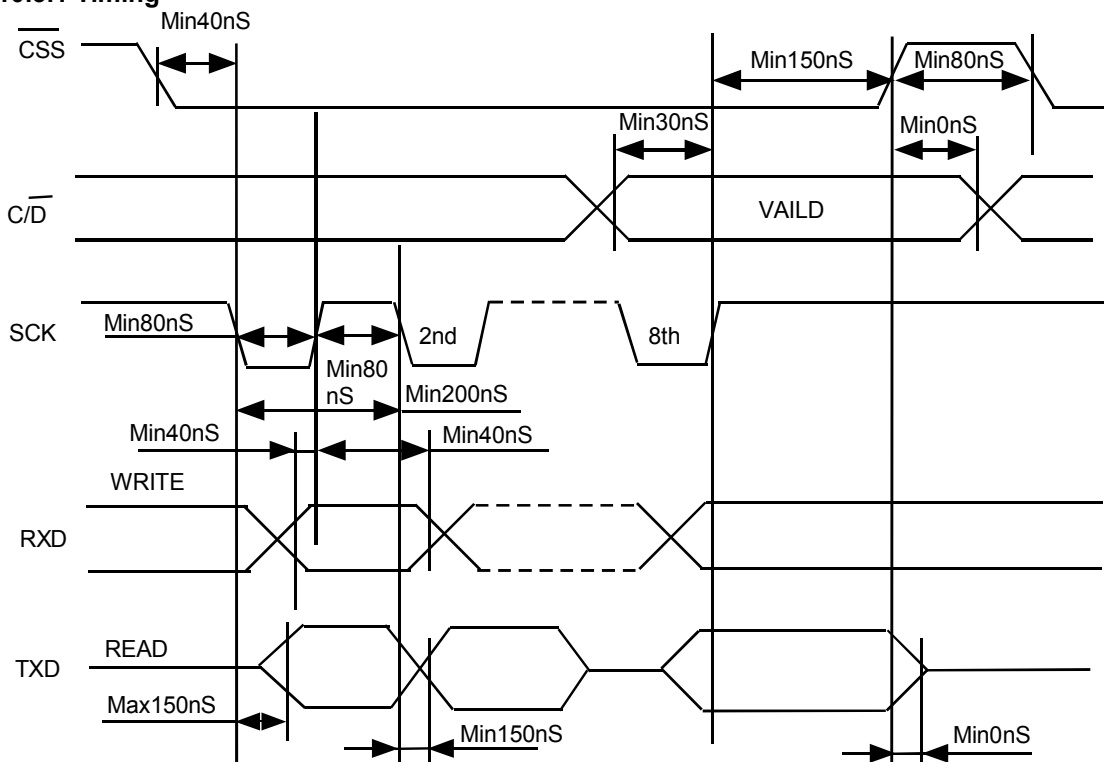 Min40nS
CSS
Min150nS
Min80nS
Min30nS
Min0nS
C/D
VAILD
SCK
Min80nS
2nd
8th
Min80
nS
Min200nS
Min40nS
Min40nS
WRITE
RXD
READ
TXD
Max150nS
Min150nS
Min0nS